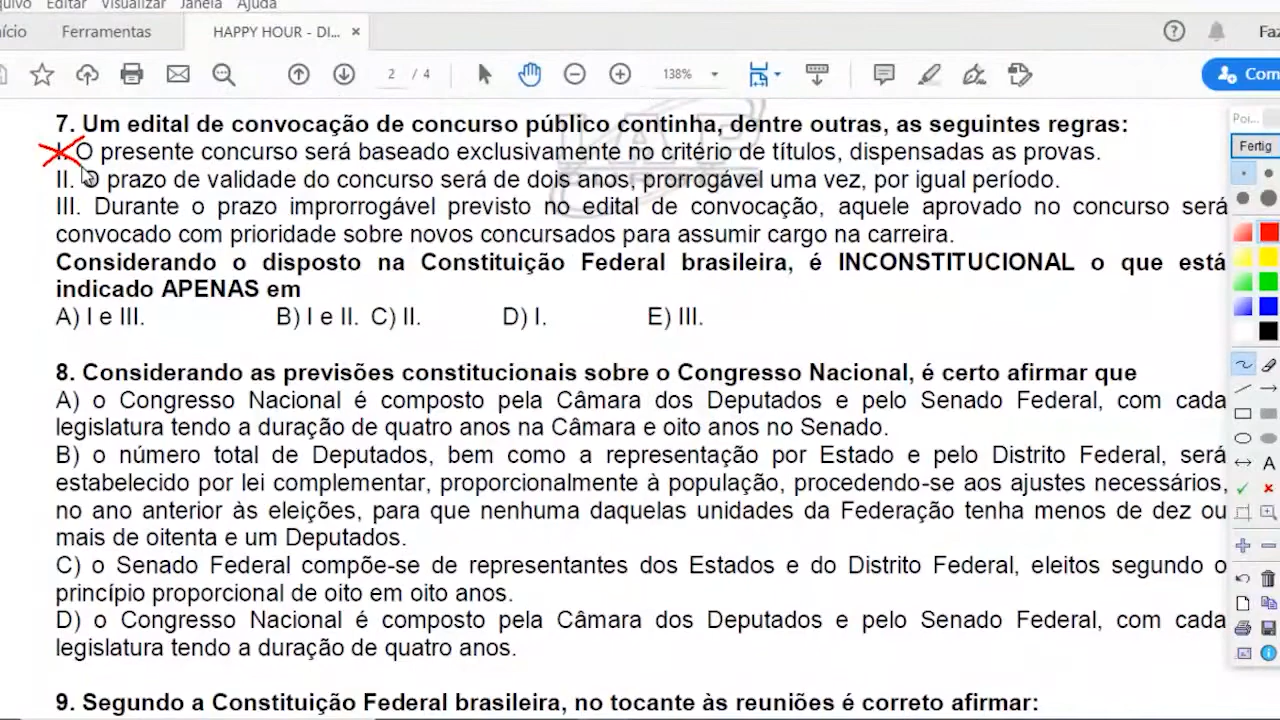 quivo Editar Visualizar Janela Ajuda
ício Ferramentas HAPPY HOUR - DI... ×
? Faz
2 / 4 138% Com
7. Um edital de convocação de concurso público continha, dentre outras, as seguintes regras:
I. O presente concurso será baseado exclusivamente no critério de títulos, dispensadas as provas.
II. O prazo de validade do concurso será de dois anos, prorrogável uma vez, por igual período.
III. Durante o prazo improrrogável previsto no edital de convocação, aquele aprovado no concurso será
convocado com prioridade sobre novos concursados para assumir cargo na carreira.
Considerando o disposto na Constituição Federal brasileira, é INCONSTITUCIONAL o que está
indicado APENAS em
A) I e III. B) I e II. C) II. D) I. E) III.
8. Considerando as previsões constitucionais sobre o Congresso Nacional, é certo afirmar que
A) o Congresso Nacional é composto pela Câmara dos Deputados e pelo Senado Federal, com cada
legislatura tendo a duração de quatro anos na Câmara e oito anos no Senado.
B) o número total de Deputados, bem como a representação por Estado e pelo Distrito Federal, será
estabelecido por lei complementar, proporcionalmente à população, procedendo-se aos ajustes necessários,
no ano anterior às eleições, para que nenhuma daquelas unidades da Federação tenha menos de dez ou
mais de oitenta e um Deputados.
C) o Senado Federal compõe-se de representantes dos Estados e do Distrito Federal, eleitos segundo o
princípio proporcional de oito em oito anos.
D) o Congresso Nacional é composto pela Câmara dos Deputados e pelo Senado Federal, com cada
legislatura tendo a duração de quatro anos.
9. Segundo a Constituição Federal brasileira, no tocante às reuniões é correto afirmar:
Poi...
Fertig
A